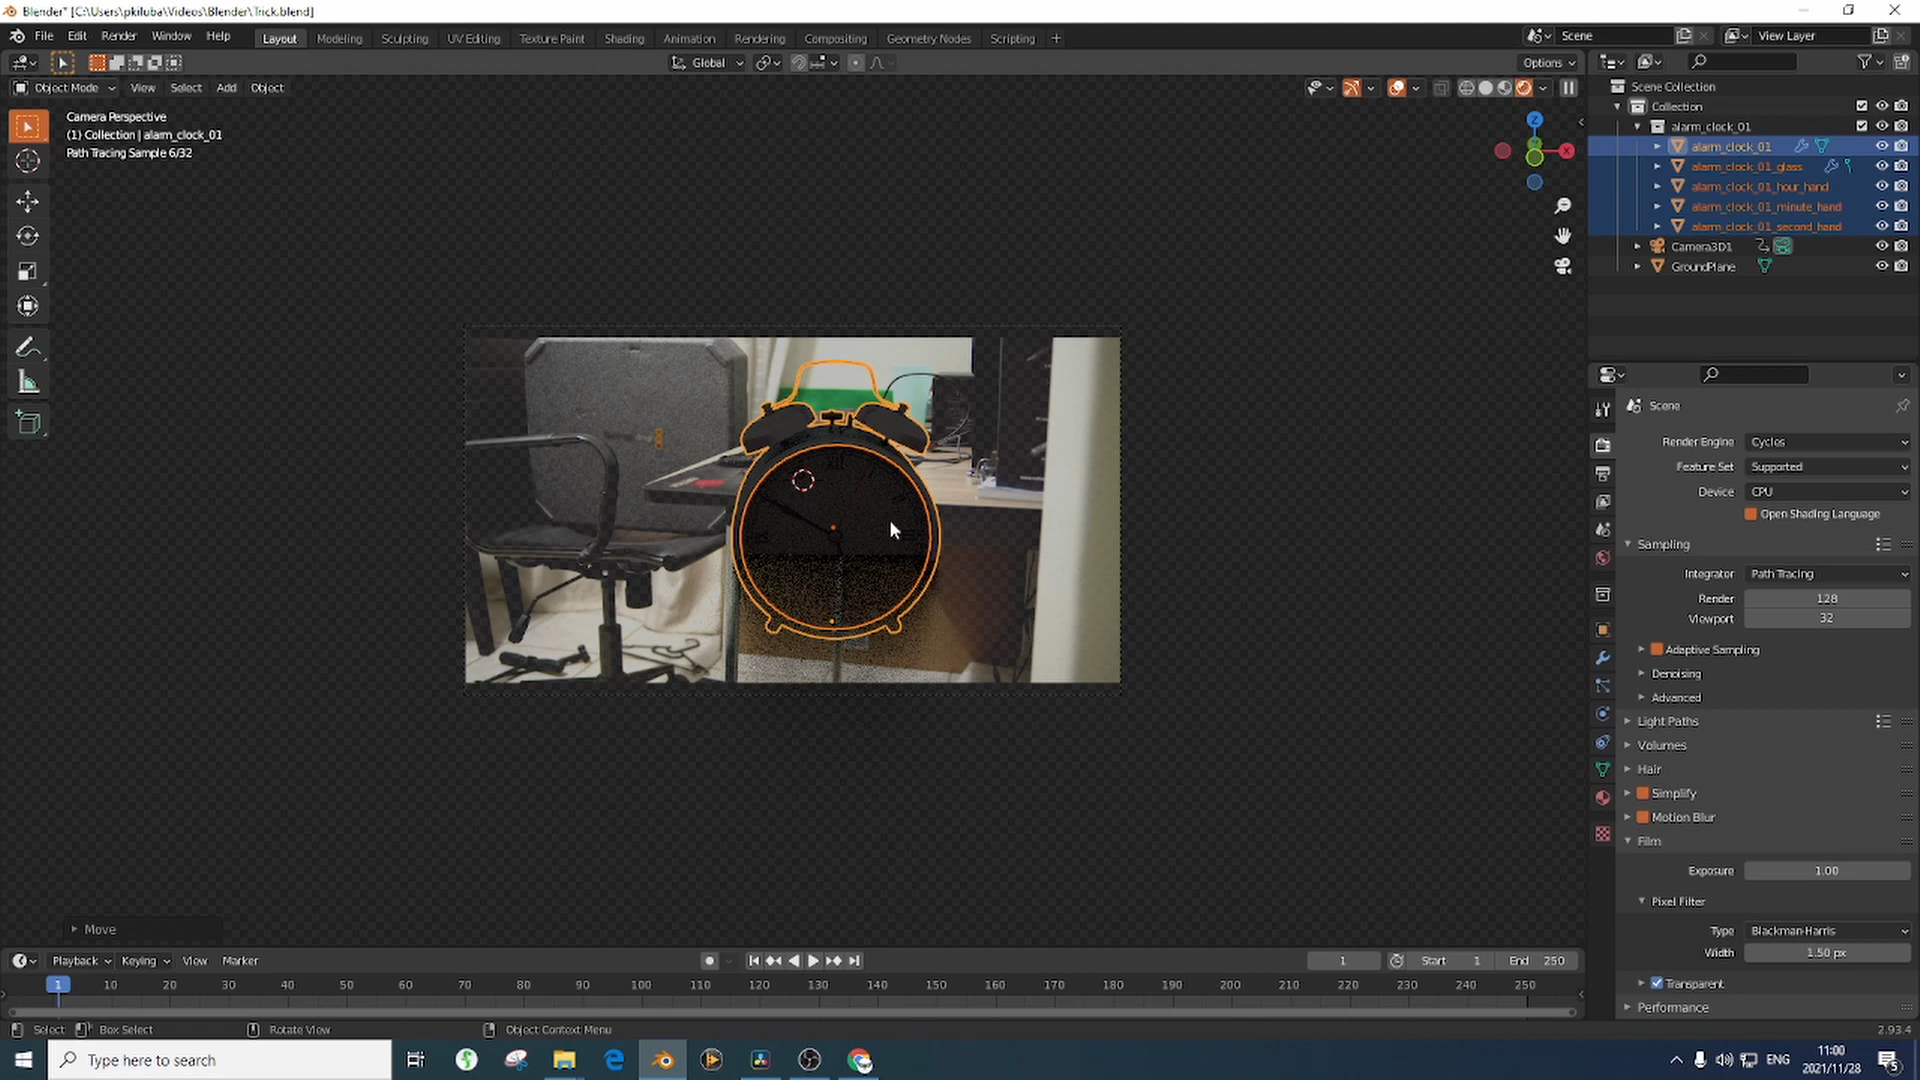 Blender* [C:\Users\pkiluba\Videos\Blender\Trick.blend]
File Edit Render Window Help
Layout Modeling Sculpting UV Editing Texture Paint Shading Animation Rendering Compositing Geometry Nodes Scripting +
Scene
View Layer
Global
Options
Object Mode View Select Add Object
Camera Perspective
(1) Collection | alarm_clock_01
Path Tracing Sample 6/32
Z
X
XII
Scene Collection
Collection
alarm_clock_01
alarm_clock_01
alarm_clock_01_glass
alarm_clock_01_hour_hand
alarm_clock_01_minute_hand
alarm_clock_01_second_hand
Camera3D1
GroundPlane
Scene
Render Engine Cycles
Feature Set Supported
Device CPU
Open Shading Language
Sampling
Integrator Path Tracing
Render 128
Viewport 32
Adaptive Sampling
Denoising
Advanced
Light Paths
Volumes
Hair
Simplify
Motion Blur
Film
Exposure 1.00
Pixel Filter
Type Blackman-Harris
Width 1.50 px
Transparent
Performance
Move
Playback Keying View Marker
1 Start 1 End 250
1 10 20 30 40 50 60 70 80 90 100 110 120 130 140 150 160 170 180 190 200 210 220 230 240 250
Select Box Select Rotate View Object Context Menu
2.93.4
Type here to search
ENG
11:00
2021/11/28
5